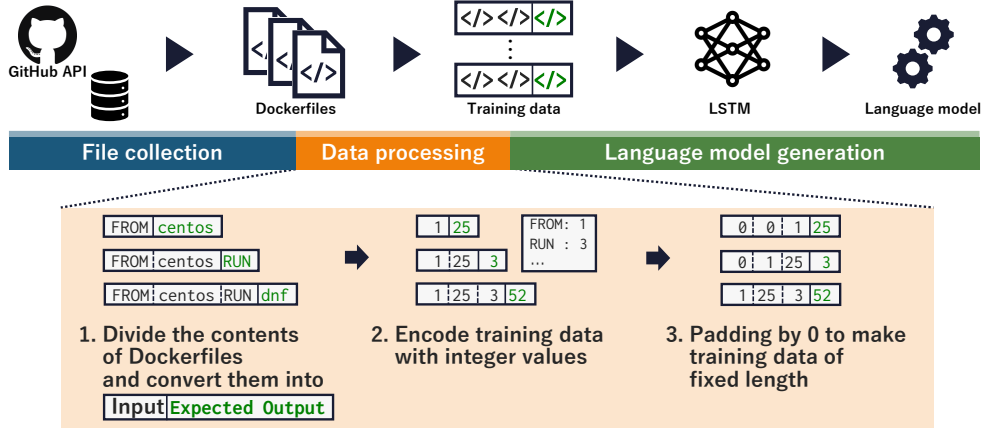 </></></>
</>
</></></>
GitHub API
Dockerfiles
Training data
LSTM
Language model
File collection
Data processing
Language model generation
FROM centos
FROM centos RUN
FROM centos RUN dnf
1 25
1 25 3
1 25 3 52
FROM: 1
RUN : 3
...
0 0 1 25
0 1 25 3
1 25 3 52
1. Divide the contents
of Dockerfiles
and convert them into
Input Expected Output
2. Encode training data
with integer values
3. Padding by 0 to make
training data of
fixed length